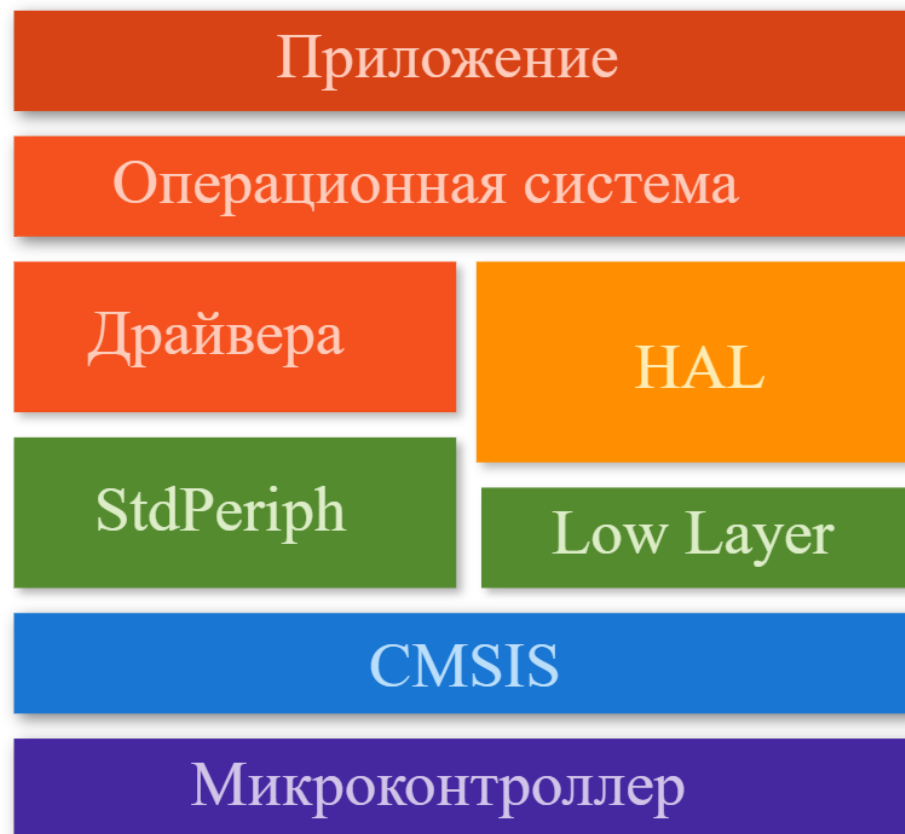 Приложение
Операционная система
Драйвера
HAL
StdPeriph
Low Layer
CMSIS
Микроконтроллер